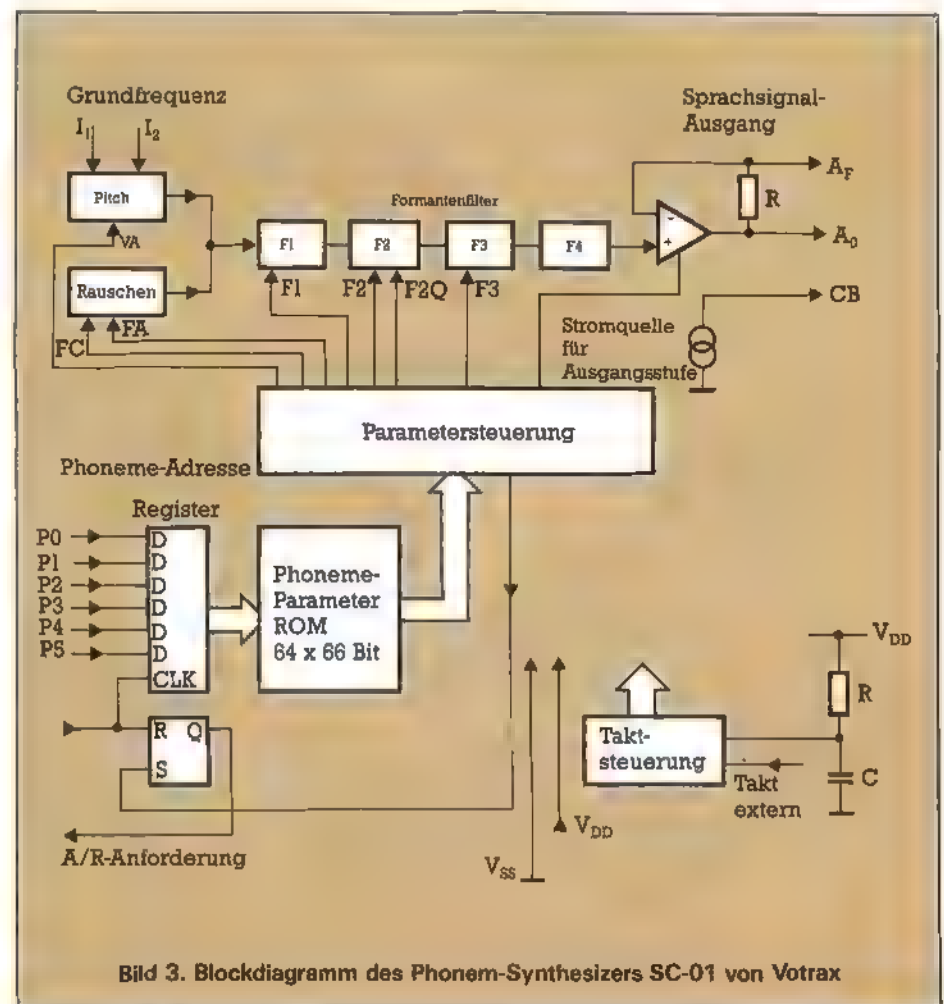 Grundfrequenz
I1 I2
Pitch
VA
Rauschen
FC
FA
Formantenfilter
F1
F2
F3
F4
F1
F2
F2Q
F3
Sprachsignal-
Ausgang
-
+
R
AF
A0
CB
Stromquelle
für
Ausgangsstufe
Parametersteuerung
Phoneme-Adresse
Register
P0
P1
P2
P3
P4
P5
D
D
D
D
D
D
CLK
Phoneme-
Parameter
ROM
64 x 66 Bit
R Q
S
A/R-Anforderung
VSS
VDD
Takt-
steuerung
VDD
R
C
Takt
extern
Bild 3. Blockdiagramm des Phonem-Synthesizers SC-01 von Votrax